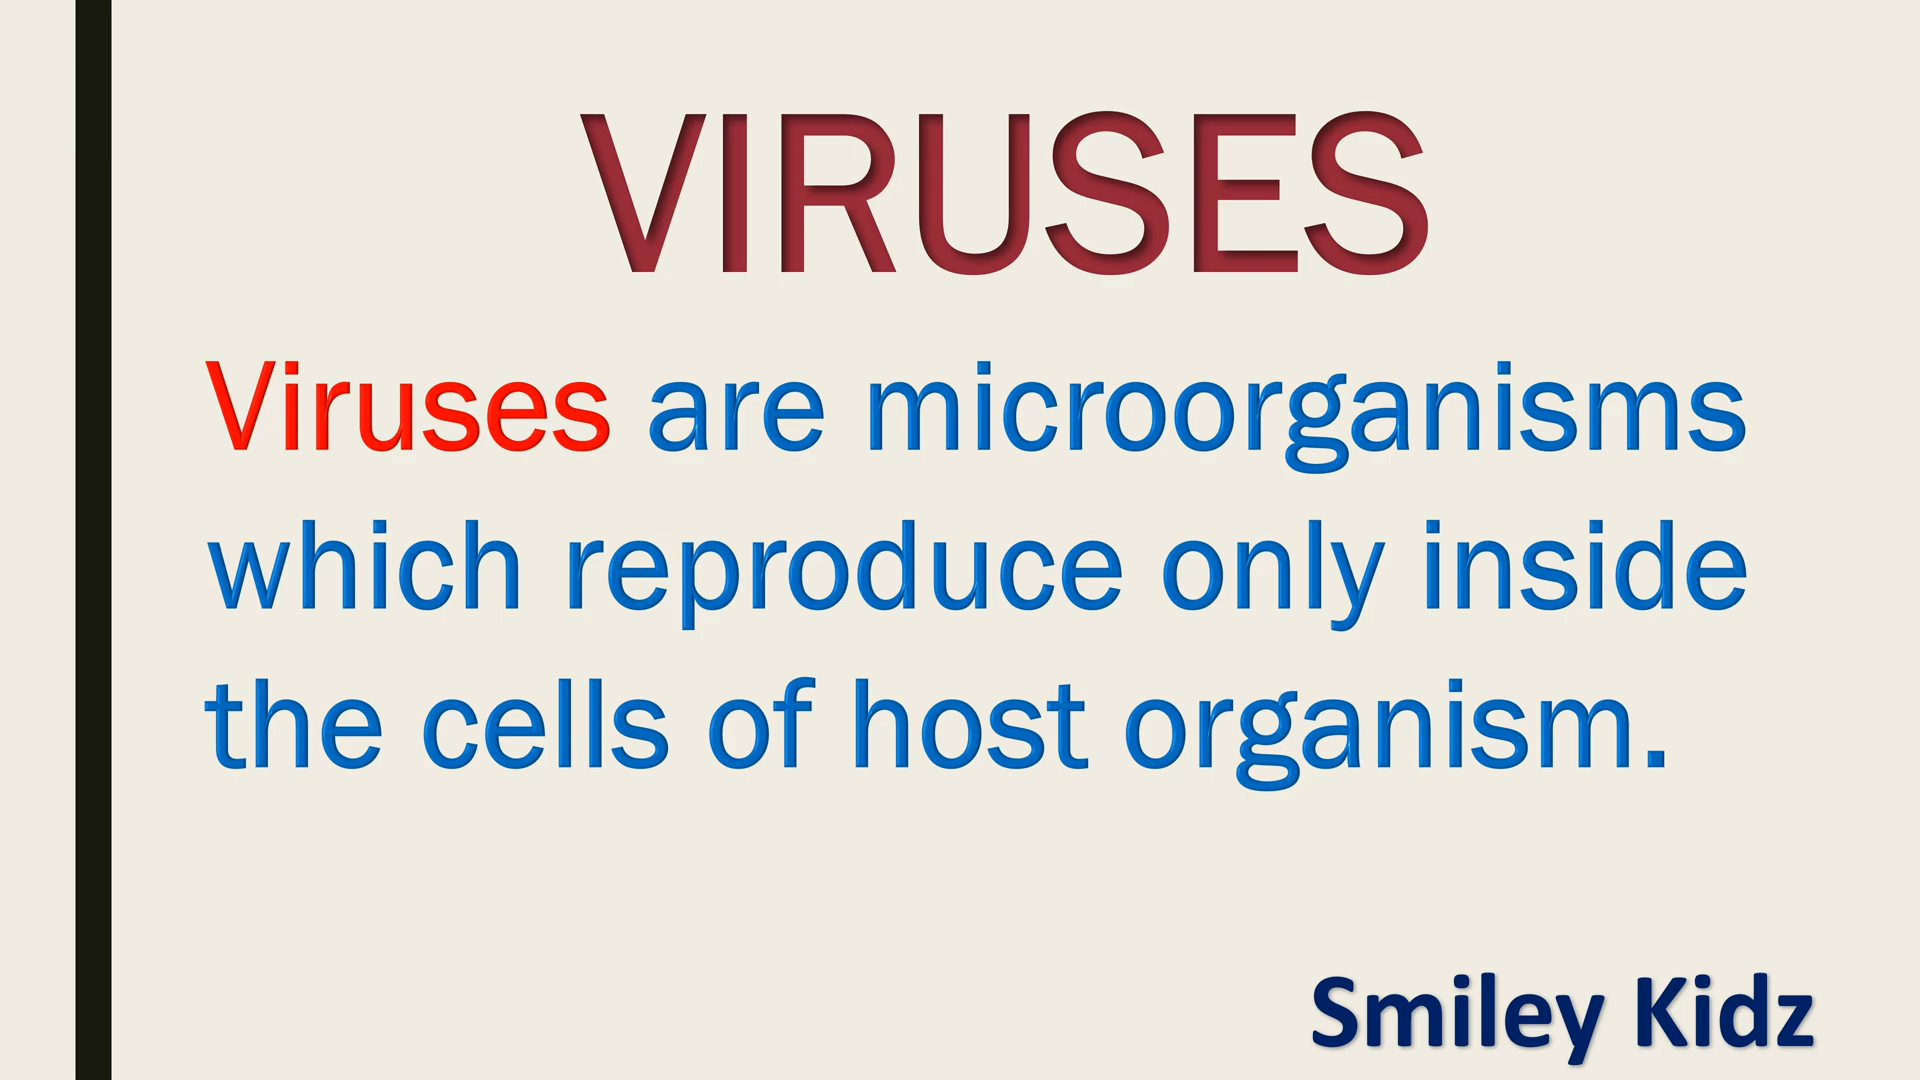 VIRUSES
Viruses are microorganisms
which reproduce only inside
the cells of host organism.
Smiley Kidz